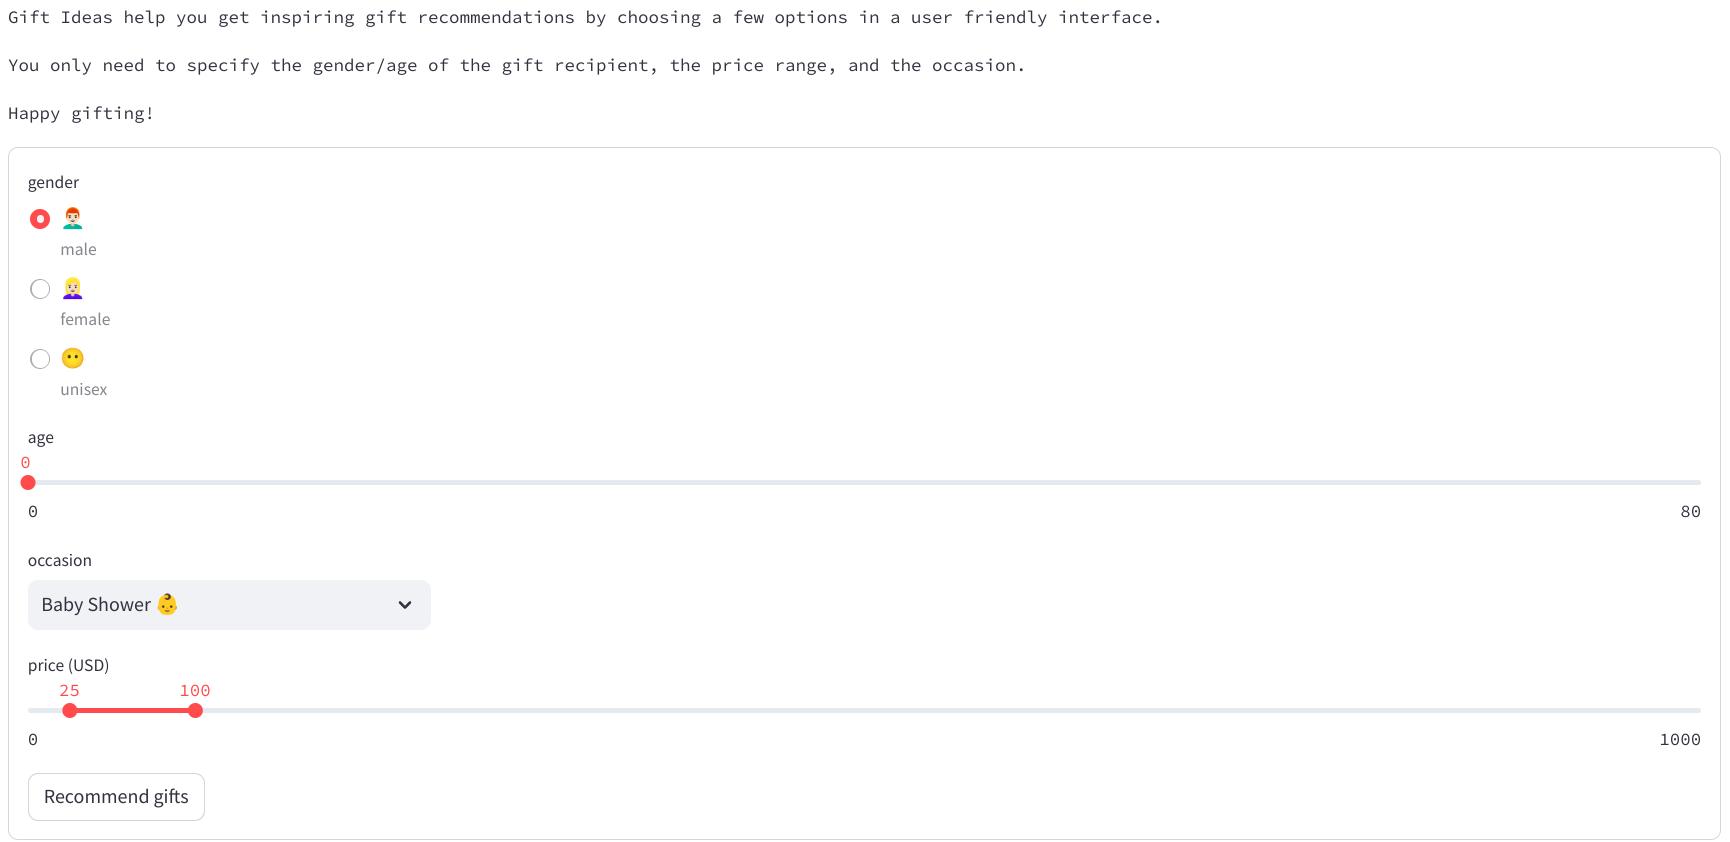 Gift Ideas help you get inspiring gift recommendations by choosing a few options in a user friendly interface.
You only need to specify the gender/age of the gift recipient, the price range, and the occasion.
Happy gifting!
gender
male
female
unisex
age
0
0 80
occasion
Baby Shower
price (USD)
25 100
0 1000
Recommend gifts